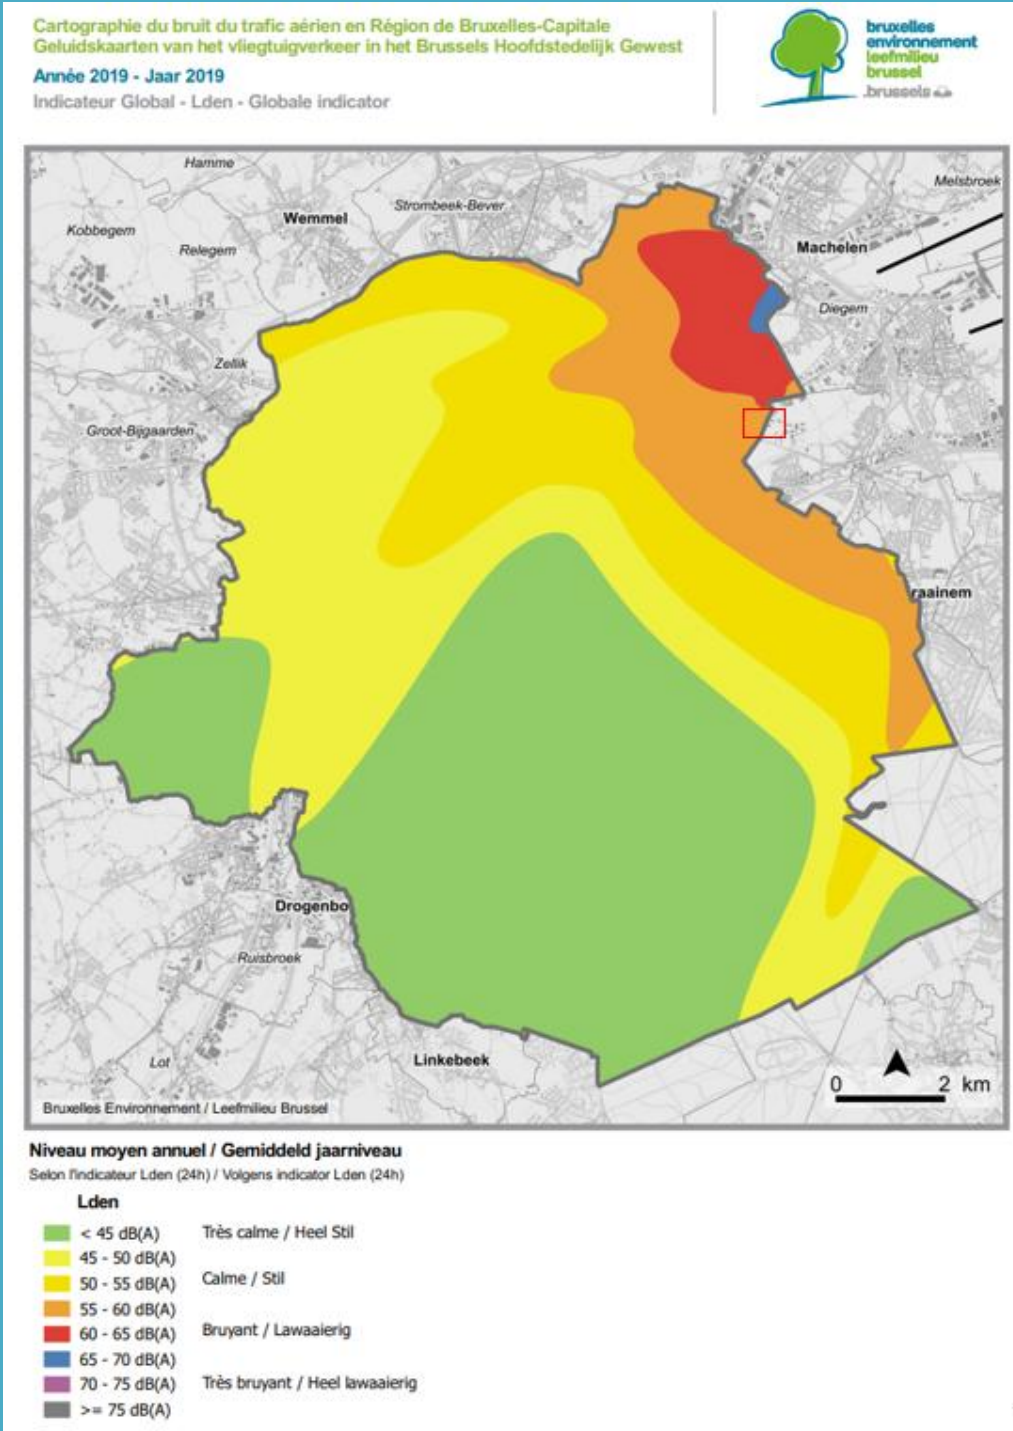 Cartographie du bruit du trafic aérien en Région de Bruxelles-Capitale
Geluidskaarten van het vliegtuigverkeer in het Brussels Hoofdstedelijk Gewest
Année 2019 - Jaar 2019
Indicateur Global - Lden - Globale indicator
bruxelles
environnement
leefmilieu
brussel
.brussels
Hamme
Melsbroek
Strombeek-Bever
Wemmel
Kobbegem
Relegem
Machelen
Diegem
Zellik
Groot-Bijgaarden
raainem
Drogenbo
Ruisbroek
Lot
Linkebeek
0 2 km
Bruxelles Environnement / Leefmilieu Brussel
Niveau moyen annuel / Gemiddeld jaarniveau
Selon l'indicateur Lden (24h) / Volgens indicator Lden (24h)
Lden
< 45 dB(A) Très calme / Heel Stil
45 - 50 dB(A)
50 - 55 dB(A) Calme / Stil
55 - 60 dB(A)
60 - 65 dB(A) Bruyant / Lawaaierig
65 - 70 dB(A)
70 - 75 dB(A) Très bruyant / Heel lawaaierig
>= 75 dB(A)